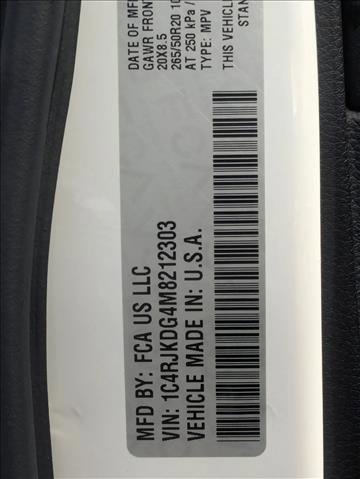 MFD BY: FCA US LLC
VIN: 1C4RJKDG4M8212303
VEHICLE MADE IN: U.S.A.
DATE OF MF
GAWR FRONT
20X8.5
265/50R20 10
AT 250 kPa /
TYPE: MPV
THIS VEHICL
STAN